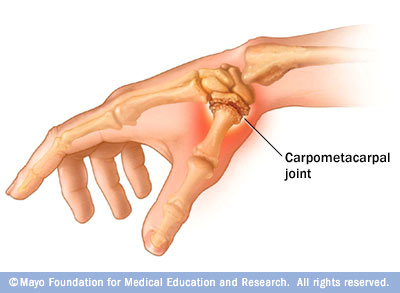 Carpometacarpal
joint
©Mayo Foundation for Medical Education and Research. All rights reserved.